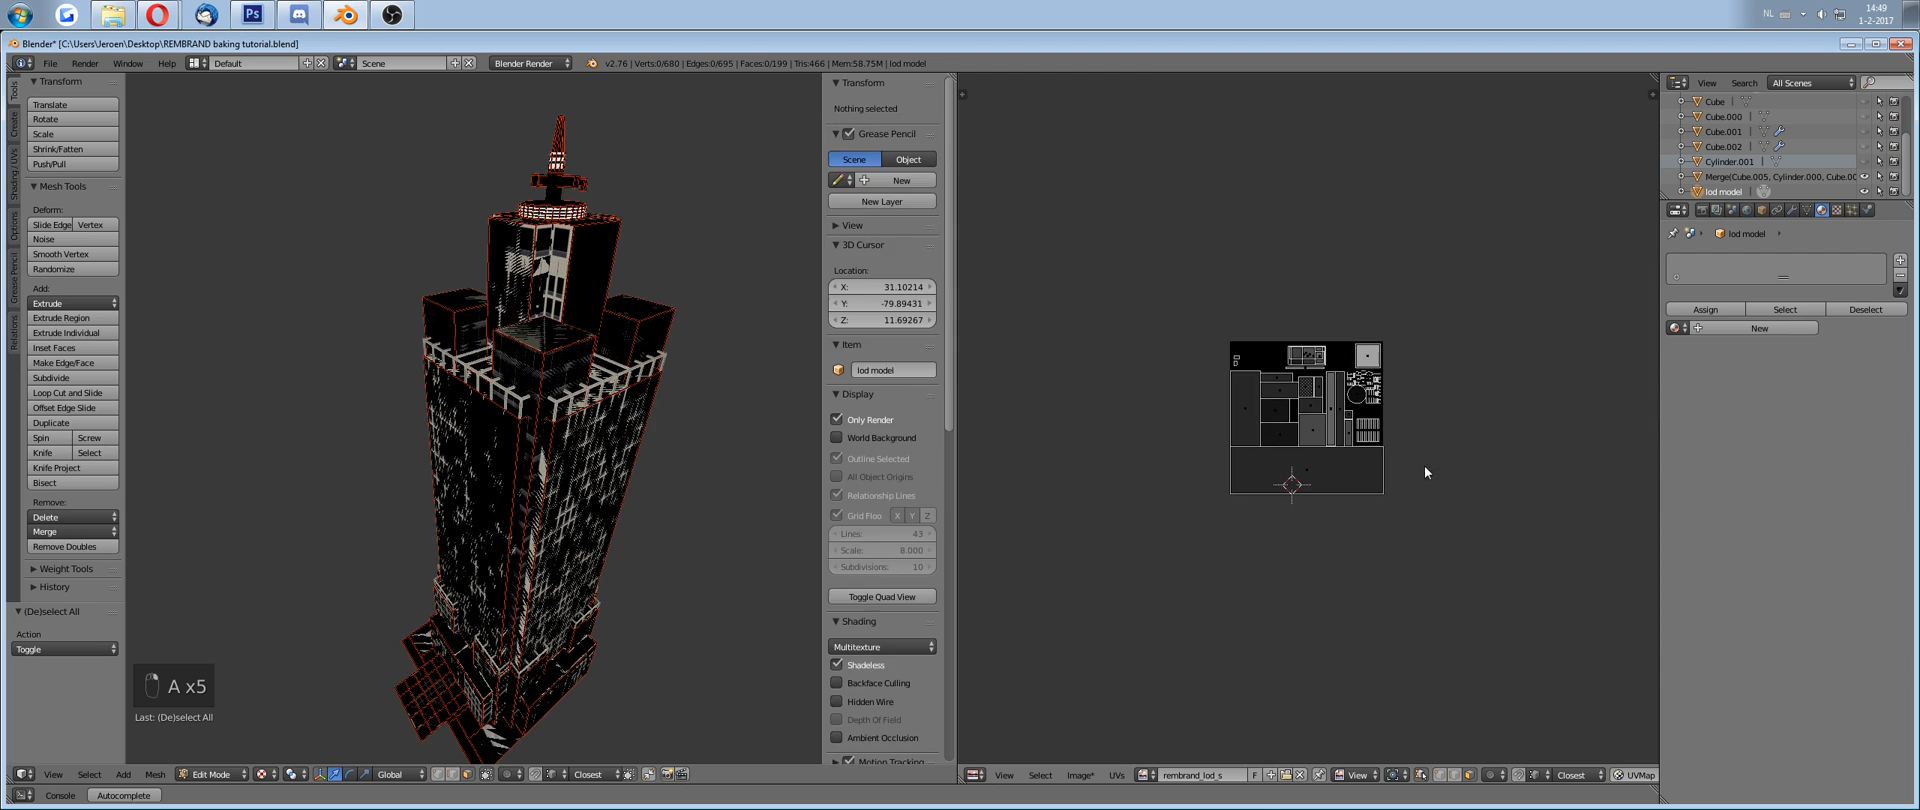 NL
14:49
1-2-2017
Ps
Blender* [C:\Users\Jeroen\Desktop\REMBRAND baking tutorial.blend]
File Render Window Help Default Scene Blender Render v2.76 | Verts:0/680 | Edges:0/695 | Faces:0/199 | Tris:466 | Mem:58.75M | lod model
Tools
Create
Shading / UVs
Options
Grease Pencil
Relations
Transform
Translate
Rotate
Scale
Shrink/Fatten
Push/Pull
Mesh Tools
Deform:
Slide Edge Vertex
Noise
Smooth Vertex
Randomize
Add:
Extrude
Extrude Region
Extrude Individual
Inset Faces
Make Edge/Face
Subdivide
Loop Cut and Slide
Offset Edge Slide
Duplicate
Spin Screw
Knife Select
Knife Project
Bisect
Remove:
Delete
Merge
Remove Doubles
Weight Tools
History
(De)select All
Action
Toggle
A x5
Last: (De)select All
Transform
Nothing selected
Grease Pencil
Scene Object
New
New Layer
View
3D Cursor
Location:
X: 31.10214
Y: -79.89431
Z: 11.69267
Item
lod model
Display
Only Render
World Background
Outline Selected
All Object Origins
Relationship Lines
Grid Floo X Y Z
Lines: 43
Scale: 8.000
Subdivisions: 10
Toggle Quad View
Shading
Multitexture
Shadeless
Backface Culling
Hidden Wire
Depth Of Field
Ambient Occlusion
Motion Tracking
View Search All Scenes
Cube
Cube.000
Cube.001
Cube.002
Cylinder.001
Merge(Cube.005, Cylinder.000, Cube.00
lod model
lod model
Assign Select Deselect
New
View Select Add Mesh Edit Mode Global Closest
View Select Image* UVs rembrand_lod_s F View Closest UVMap
Console Autocomplete